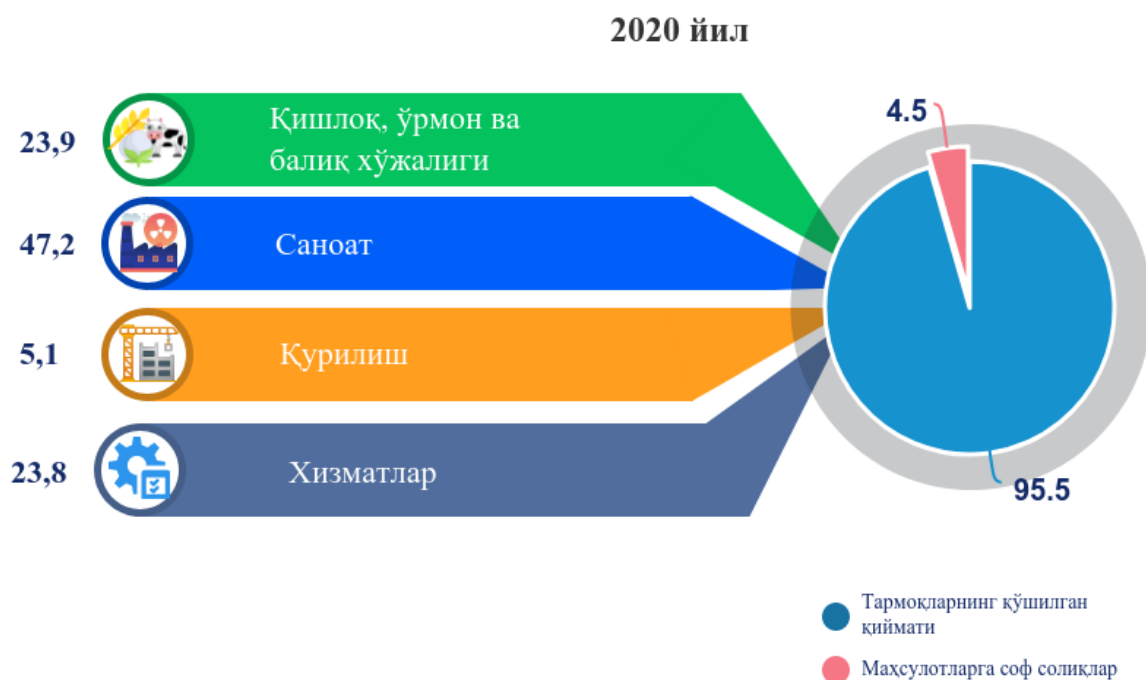 2020 йил
23,9
Қишлоқ, ўрмон ва
балиқ хўжалиги
47,2
Саноат
5,1
Қурилиш
23,8
Хизматлар
4.5
95.5
Тармоқларнинг қўшилган
қиймати
Маҳсулотларга соф солиқлар